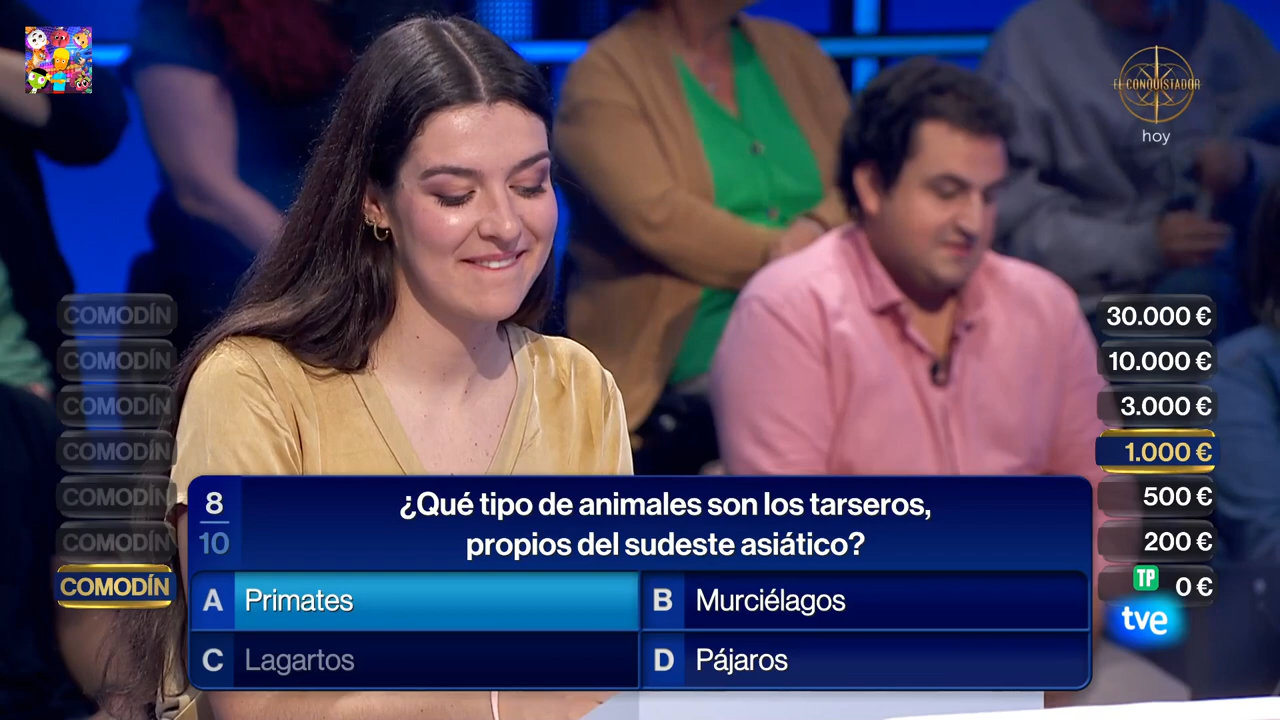 EL CONQUISTADOR
hoy
COMODÍN
COMODÍN
COMODÍN
COMODÍN
COMODÍN
COMODÍN
COMODÍN
30.000 €
10.000 €
3.000 €
1.000 €
500 €
200 €
TP
0 €
tve
8
10
¿Qué tipo de animales son los tarseros,
propios del sudeste asiático?
A Primates
B Murciélagos
C Lagartos
D Pájaros